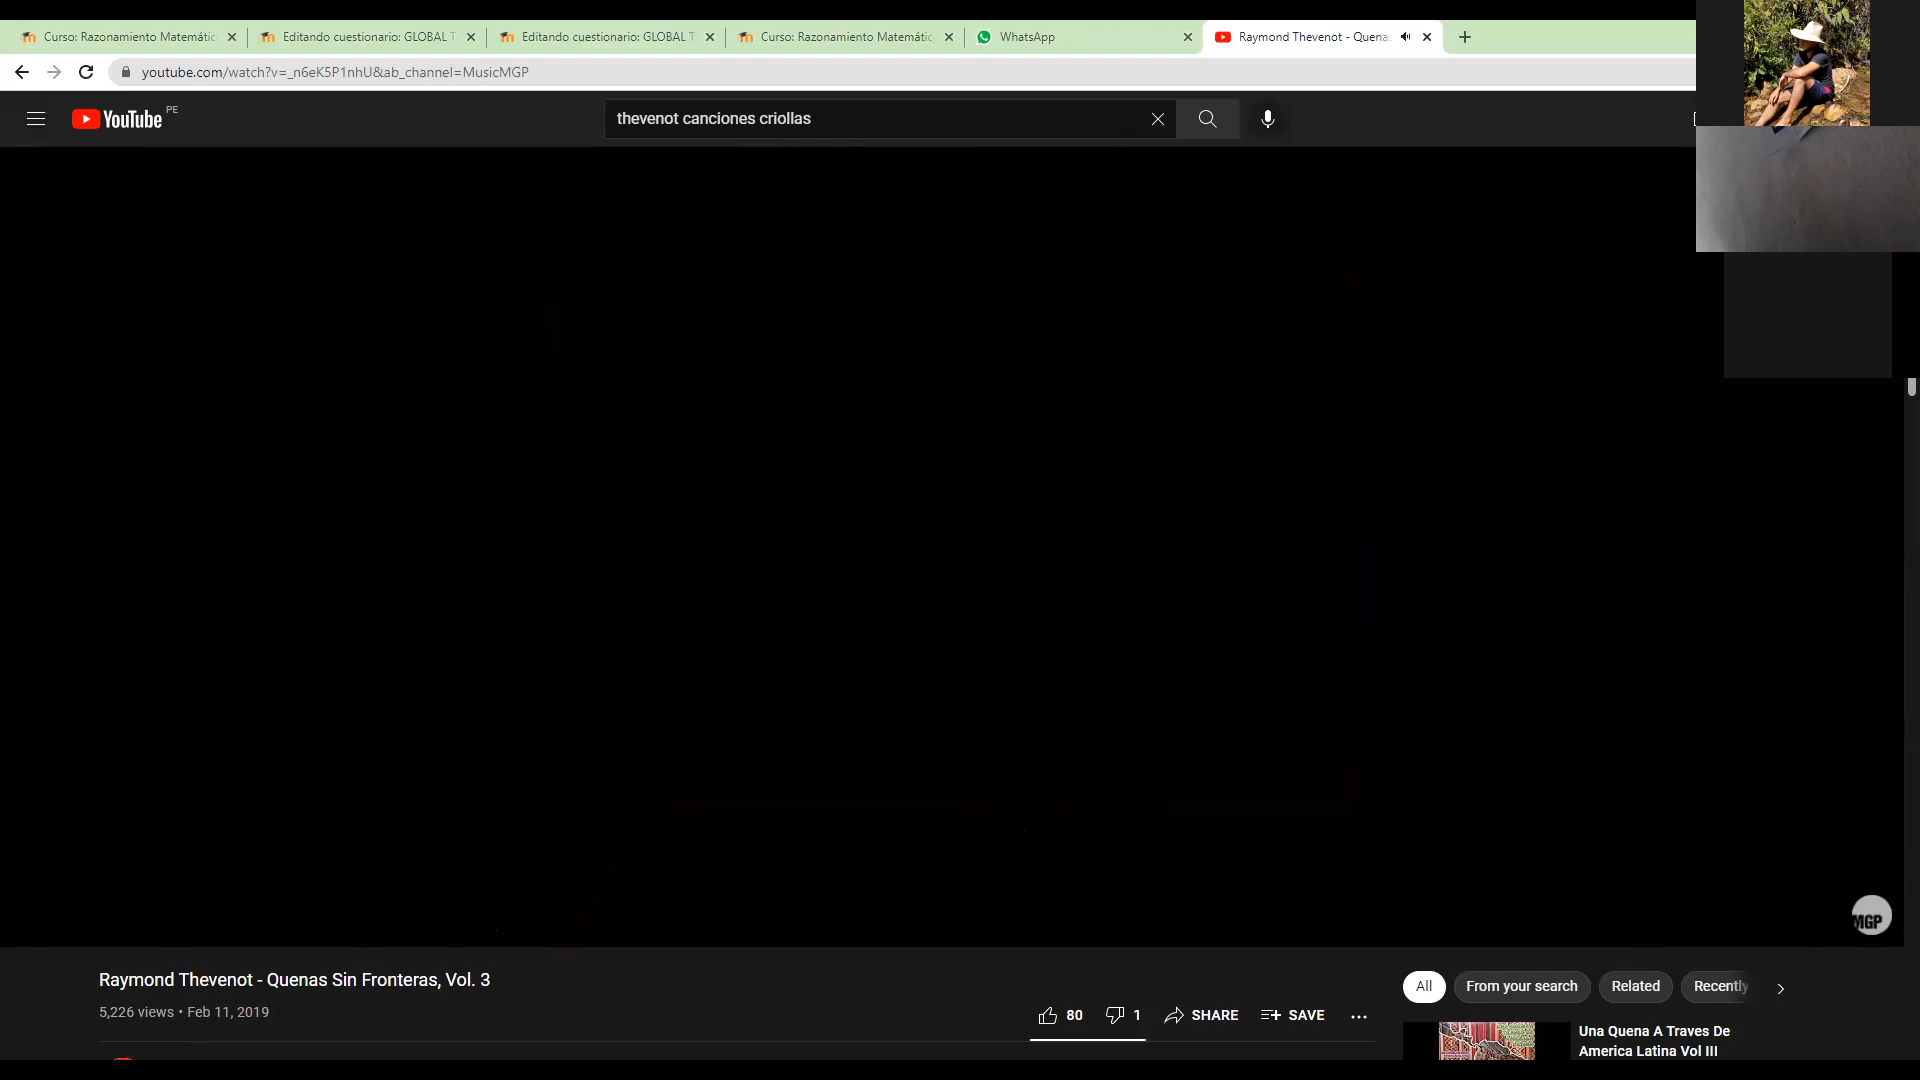 Curso: Razonamiento Matemátic
Editando cuestionario: GLOBAL T
Editando cuestionario: GLOBAL T
Curso: Razonamiento Matemátic
WhatsApp
Raymond Thevenot - Quena
youtube.com/watch?v=_n6eK5P1nhU&ab_channel=MusicMGP
YouTube PE
thevenot canciones criollas
MGP
Raymond Thevenot - Quenas Sin Fronteras, Vol. 3
5,226 views • Feb 11, 2019
80
1
SHARE
SAVE
All
From your search
Related
Recently
Una Quena A Traves De
America Latina Vol III